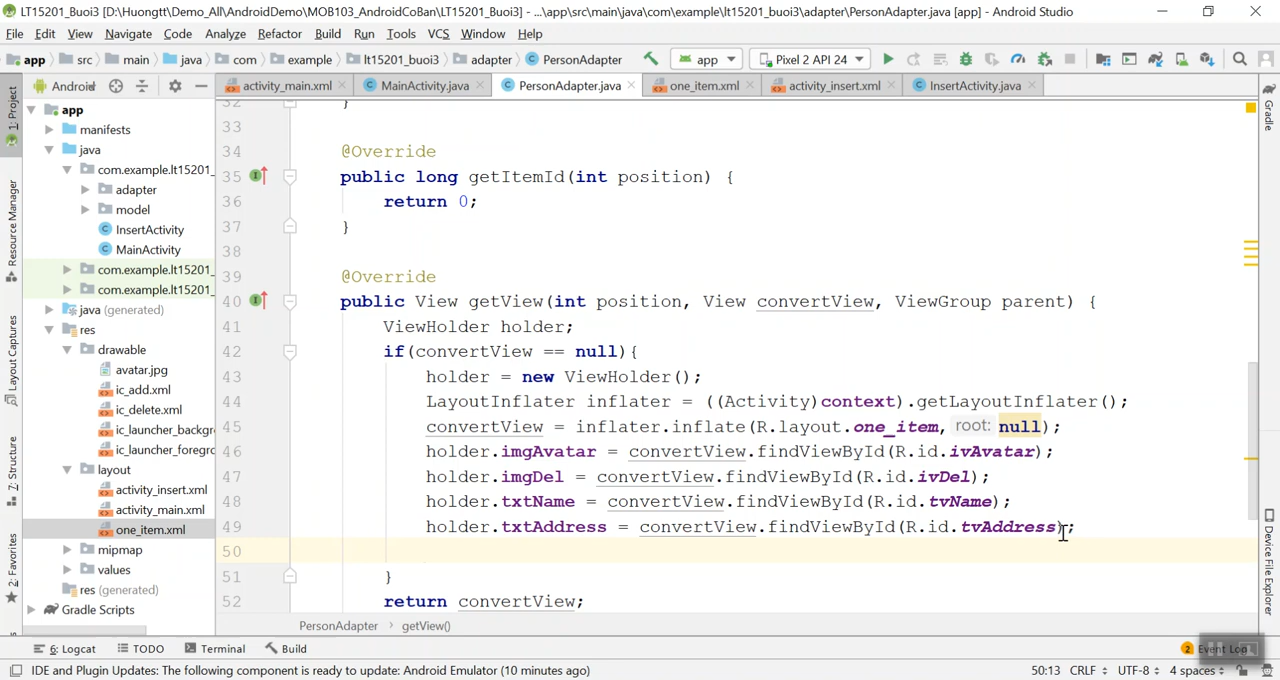 LT15201_Buoi3 [D:\Huongtt\Demo_All\AndroidDemo\MOB103_AndroidCoBan\LT15201_Buoi3] - ...\app\src\main\java\com\example\lt15201_buoi3\adapter\PersonAdapter.java [app] - Android Studio
File Edit View Navigate Code Analyze Refactor Build Run Tools VCS Window Help
app src main java com example lt15201_buoi3 adapter PersonAdapter app Pixel 2 API 24
Android activity_main.xml MainActivity.java PersonAdapter.java one_item.xml activity_insert.xml InsertActivity.java
1: Project
Resource Manager
Layout Captures
7: Structure
2: Favorites
app
manifests
java
com.example.lt15201_
adapter
model
InsertActivity
MainActivity
com.example.lt15201_
com.example.lt15201_
java (generated)
res
drawable
avatar.jpg
ic_add.xml
ic_delete.xml
ic_launcher_backgr
ic_launcher_foregro
layout
activity_insert.xml
activity_main.xml
one_item.xml
mipmap
values
res (generated)
Gradle Scripts
32 }
33
34 @Override
35 public long getItemId(int position) {
36 return 0;
37 }
38
39 @Override
40 public View getView(int position, View convertView, ViewGroup parent) {
41 ViewHolder holder;
42 if(convertView == null){
43 holder = new ViewHolder();
44 LayoutInflater inflater = ((Activity)context).getLayoutInflater();
45 convertView = inflater.inflate(R.layout.one_item, root: null);
46 holder.imgAvatar = convertView.findViewById(R.id.ivAvatar);
47 holder.imgDel = convertView.findViewById(R.id.ivDel);
48 holder.txtName = convertView.findViewById(R.id.tvName);
49 holder.txtAddress = convertView.findViewById(R.id.tvAddress);
50
51 }
52 return convertView;
PersonAdapter getView()
Gradle
Device File Explorer
6: Logcat TODO Terminal Build 2 Event Log
IDE and Plugin Updates: The following component is ready to update: Android Emulator (10 minutes ago) 50:13 CRLF UTF-8 4 spaces